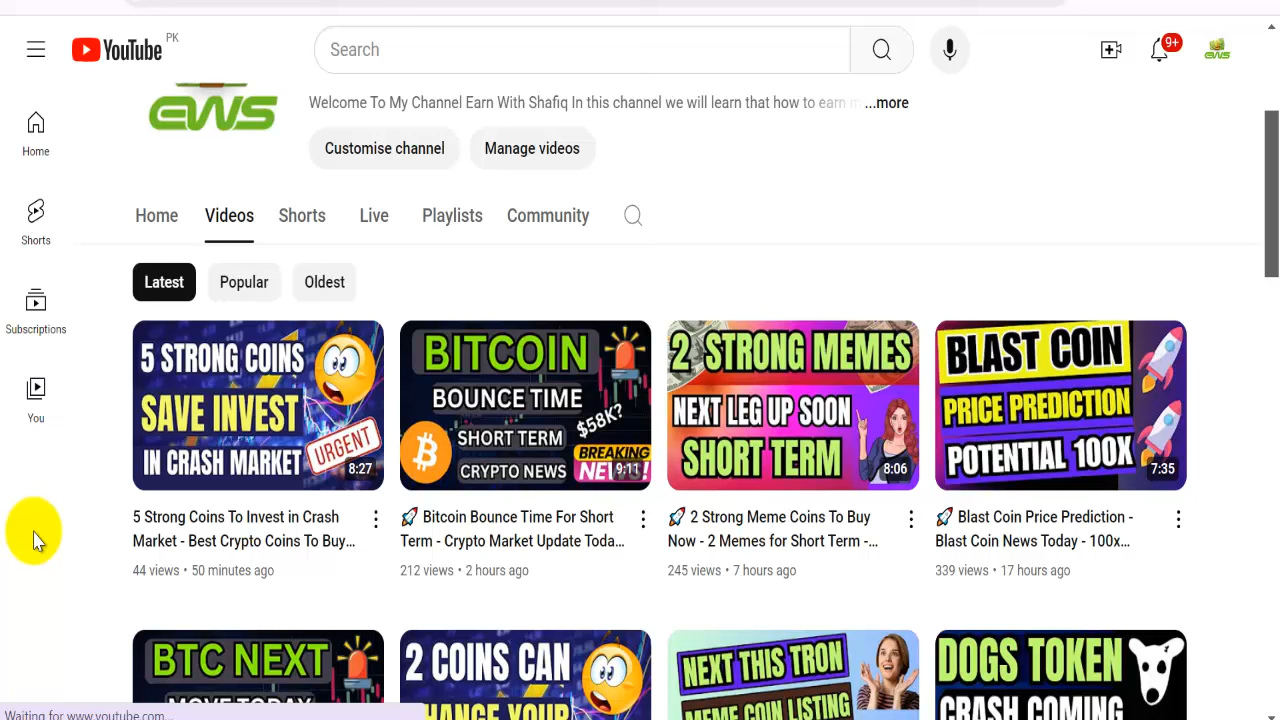 YouTube PK
Search
9+
EWS
EWS
Welcome To My Channel Earn With Shafiq In this channel we will learn that how to earn m ...more
Customise channel Manage videos
Home
Home Videos Shorts Live Playlists Community
Shorts
Latest Popular Oldest
Subscriptions
You
5 STRONG COINS
SAVE INVEST
IN CRASH MARKET
URGENT
8:27
BITCOIN
BOUNCE TIME
$58K?
SHORT TERM
CRYPTO NEWS
BREAKING
NEWS!
9:11
2 STRONG MEMES
NEXT LEG UP SOON
SHORT TERM
8:06
BLAST COIN
PRICE PREDICTION
POTENTIAL 100X
7:35
5 Strong Coins To Invest in Crash
Market - Best Crypto Coins To Buy...
44 views • 50 minutes ago
🚀 Bitcoin Bounce Time For Short
Term - Crypto Market Update Toda...
212 views • 2 hours ago
🚀 2 Strong Meme Coins To Buy
Now - 2 Memes for Short Term -...
245 views • 7 hours ago
🚀 Blast Coin Price Prediction -
Blast Coin News Today - 100x...
339 views • 17 hours ago
BTC NEXT
MOVE TODAY
2 COINS CAN
CHANGE YOUR
NEXT THIS TRON
MEME COIN LISTING
DOGS TOKEN
CRASH COMING
Waiting for www.youtube.com...